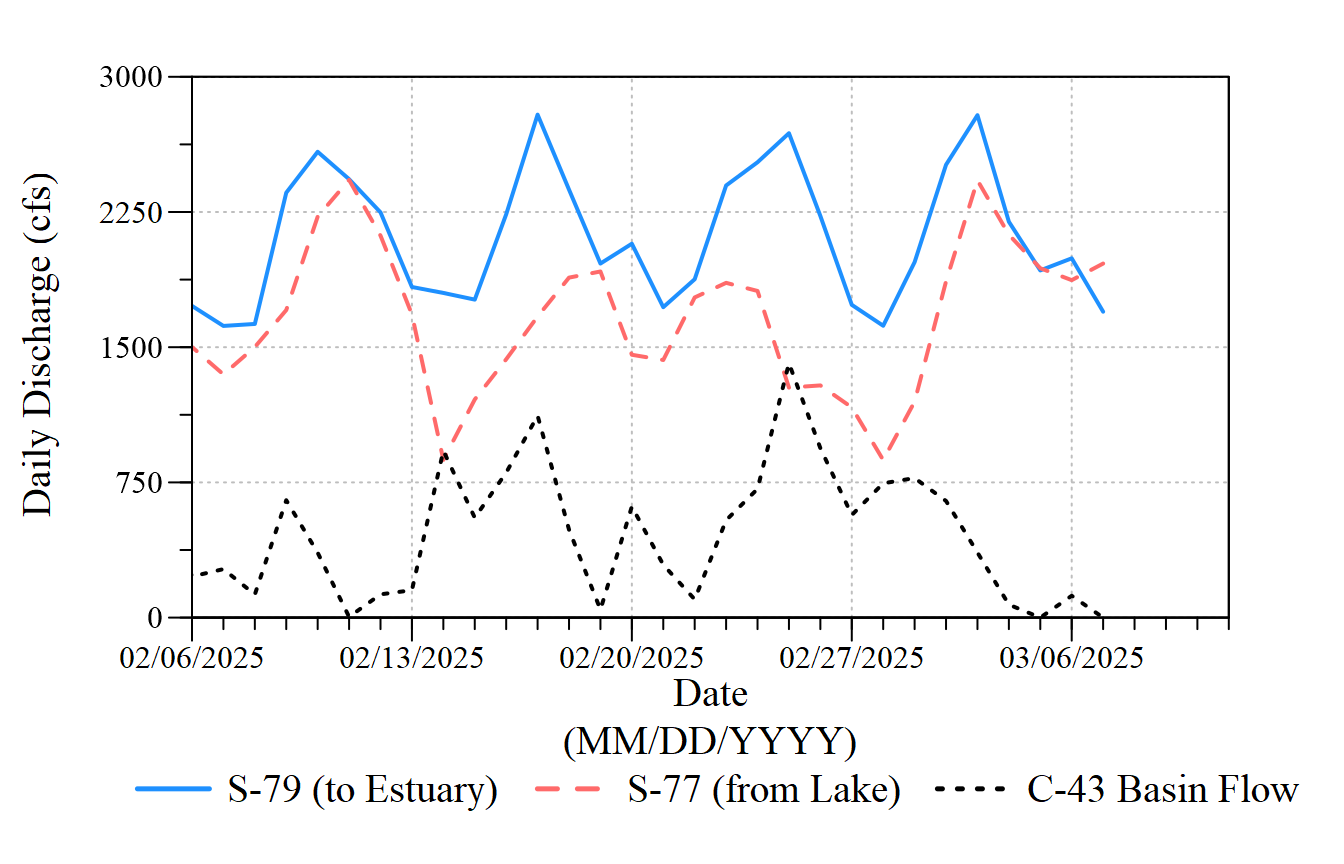 3000
2250
1500
750
0
Daily Discharge (cfs)
02/06/2025 02/13/2025 02/20/2025 02/27/2025 03/06/2025
Date
(MM/DD/YYYY)
S-79 (to Estuary) S-77 (from Lake) C-43 Basin Flow